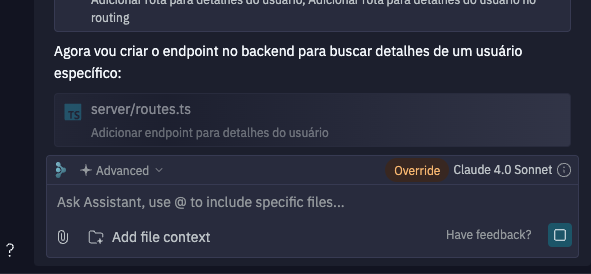 Adicionar rota para detalhes do usuário, Adicionar rota para detalhes do usuário no
routing
Agora vou criar o endpoint no backend para buscar detalhes de um usuário
específico:
TS server/routes.ts
Adicionar endpoint para detalhes do usuário
Advanced Override Claude 4.0 Sonnet
Ask Assistant, use @ to include specific files...
Add file context Have feedback?
?